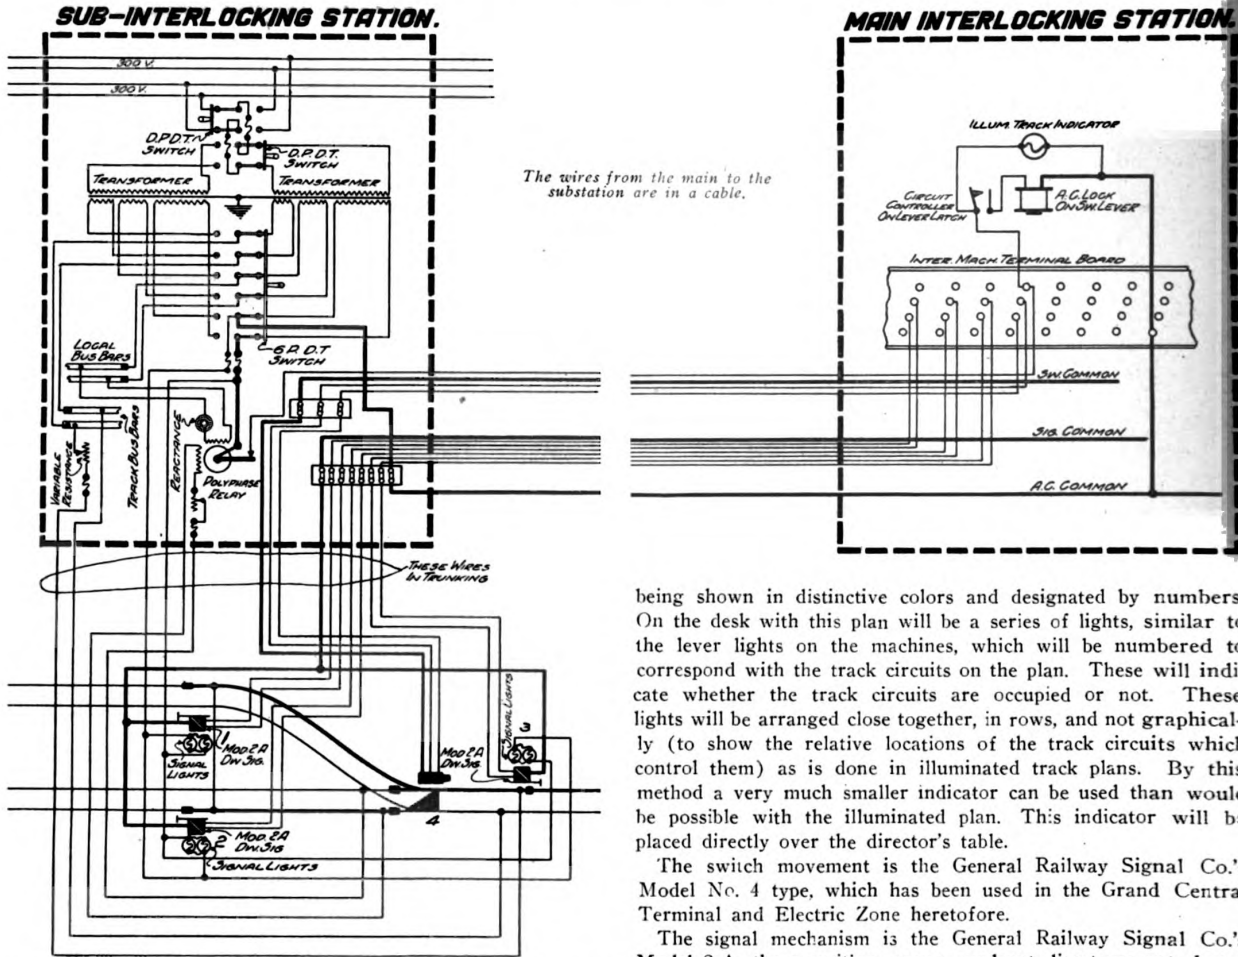 SUB-INTERLOCKING STATION.
300 V.
300 V.
D.P.D.T.
SWITCH
D.P.D.T.
SWITCH
TRANSFORMER
TRANSFORMER
6 P. D.T
SWITCH
LOCAL
BUS BARS
VARIABLE
RESISTANCE
TRACK BUS BARS
REACTANCE
POLYPHASE
RELAY
THESE WIRES
IN TRUNKING
1
MOD 2A
DW. SIG.
SIGNAL
LIGHTS
2
MOD. 2A
DW. SIG
SIGNAL LIGHTS
MOD 2A
DW. SIG
SIGNAL LIGHTS
3
4
The wires from the main to the
substation are in a cable.
MAIN INTERLOCKING STATION.
ILLUM. TRACK INDICATOR
CIRCUIT
CONTROLLER
ON LEVER LATCH
A.C. LOCK
ON SW. LEVER
INTER. MACH. TERMINAL BOARD
SW. COMMON
SIG. COMMON
A.C. COMMON
being shown in distinctive colors and designated by numbers
On the desk with this plan will be a series of lights, similar t
the lever lights on the machines, which will be numbered t
correspond with the track circuits on the plan. These will indi
cate whether the track circuits are occupied or not. These
lights will be arranged close together, in rows, and not graphical-
ly (to show the relative locations of the track circuits which
control them) as is done in illuminated track plans. By this
method a very much smaller indicator can be used than woul
be possible with the illuminated plan. This indicator will b
placed directly over the director's table.
The switch movement is the General Railway Signal Co.'
Model No. 4 type, which has been used in the Grand Centra
Terminal and Electric Zone heretofore.
The signal mechanism is the General Railway Signal Co.'